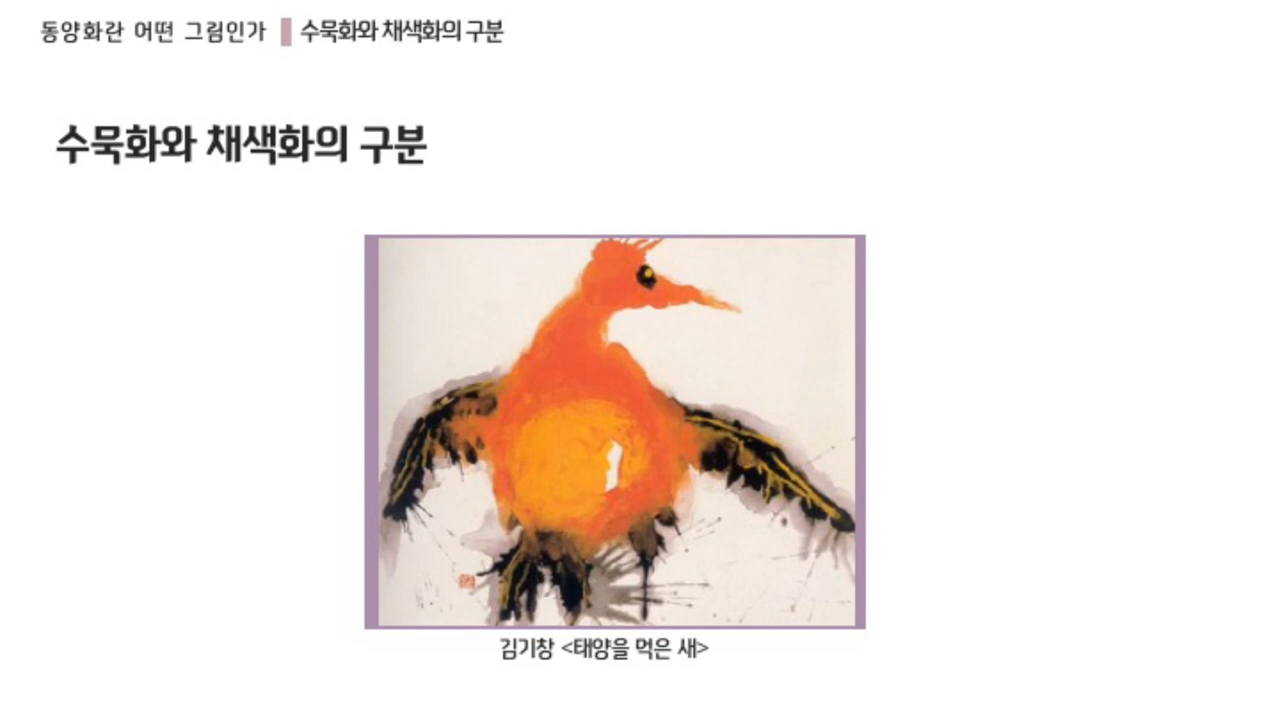 동양화란 어떤 그림인가 수묵화와 채색화의 구분
수묵화와 채색화의 구분
김기창 <태양을 먹은 새>